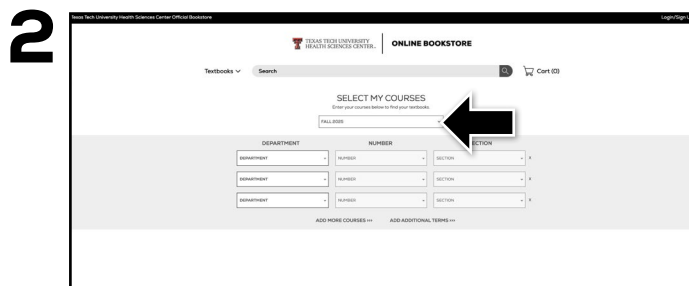 2
Texas Tech University Health Sciences Center Official Bookstore
Login/Sign U
TEXAS TECH UNIVERSITY
HEALTH SCIENCES CENTER.
ONLINE BOOKSTORE
Textbooks
Search
Cart (0)
SELECT MY COURSES
Enter your courses below to find your textbooks
FALL 2025
DEPARTMENT NUMBER ECTION
DEPARTMENT NUMBER SECTION X
DEPARTMENT NUMBER SECTION X
DEPARTMENT NUMBER SECTION X
ADD MORE COURSES >>> ADD ADDITIONAL TERMS >>>